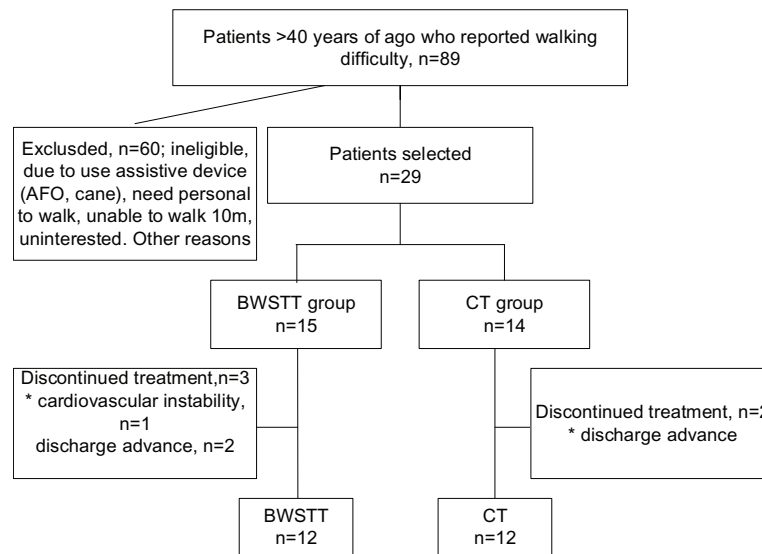 Patients >40 years of ago who reported walking
difficulty, n=89
Exclusded, n=60; ineligible,
due to use assistive device
(AFO, cane), need personal
to walk, unable to walk 10m,
uninterested. Other reasons
Patients selected
n=29
BWSTT group
n=15
CT group
n=14
Discontinued treatment,n=3
* cardiovascular instability,
n=1
discharge advance, n=2
Discontinued treatment, n=2
* discharge advance
BWSTT
n=12
CT
n=12